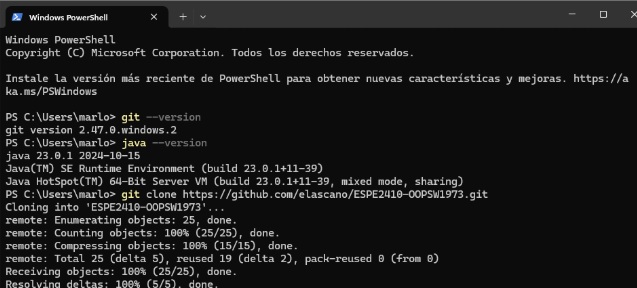 Windows PowerShell
Windows PowerShell
Copyright (C) Microsoft Corporation. Todos los derechos reservados.
Instale la versión más reciente de PowerShell para obtener nuevas características y mejoras. https://a
ka.ms/PSWindows
PS C:\Users\marlo> git --version
git version 2.47.0.windows.2
PS C:\Users\marlo> java --version
java 23.0.1 2024-10-15
Java(TM) SE Runtime Environment (build 23.0.1+11-39)
Java HotSpot(TM) 64-Bit Server VM (build 23.0.1+11-39, mixed mode, sharing)
PS C:\Users\marlo> git clone https://github.com/elascano/ESPE2410-OOPSW1973.git
Cloning into 'ESPE2410-OOPSW1973'...
remote: Enumerating objects: 25, done.
remote: Counting objects: 100% (25/25), done.
remote: Compressing objects: 100% (15/15), done.
remote: Total 25 (delta 5), reused 19 (delta 2), pack-reused 0 (from 0)
Receiving objects: 100% (25/25), done.
Resolving deltas: 100% (5/5), done.